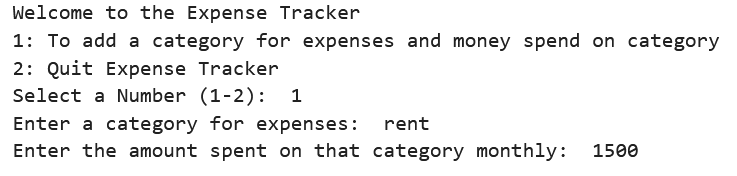 Welcome to the Expense Tracker
1: To add a category for expenses and money spend on category
2: Quit Expense Tracker
Select a Number (1-2):  1
Enter a category for expenses:  rent
Enter the amount spent on that category monthly:  1500